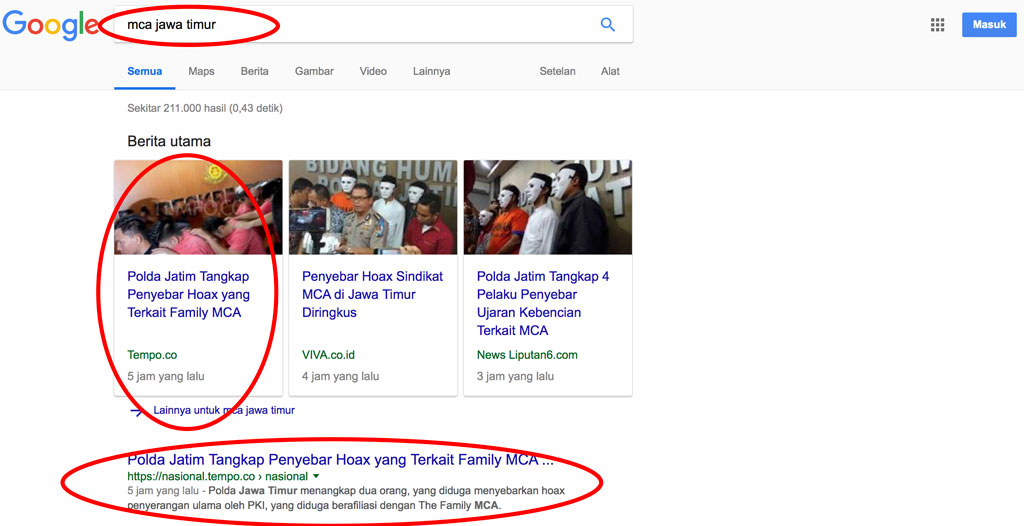 Google
mca jawa timur
Masuk
Semua Maps Berita Gambar Video Lainnya Setelan Alat
Sekitar 211.000 hasil (0,43 detik)
Berita utama
TEMPO.CO
BIDANG HUM
Polda Jatim Tangkap
Penyebar Hoax yang
Terkait Family MCA
Tempo.co
5 jam yang lalu
Penyebar Hoax Sindikat
MCA di Jawa Timur
Diringkus
VIVA.co.id
4 jam yang lalu
Polda Jatim Tangkap 4
Pelaku Penyebar
Ujaran Kebencian
Terkait MCA
News Liputan6.com
3 jam yang lalu
Lainnya untuk mca jawa timur
Polda Jatim Tangkap Penyebar Hoax yang Terkait Family MCA ...
https://nasional.tempo.co › nasional
5 jam yang lalu - Polda Jawa Timur menangkap dua orang, yang diduga menyebarkan hoax
penyerangan ulama oleh PKI, yang diduga berafiliasi dengan The Family MCA.